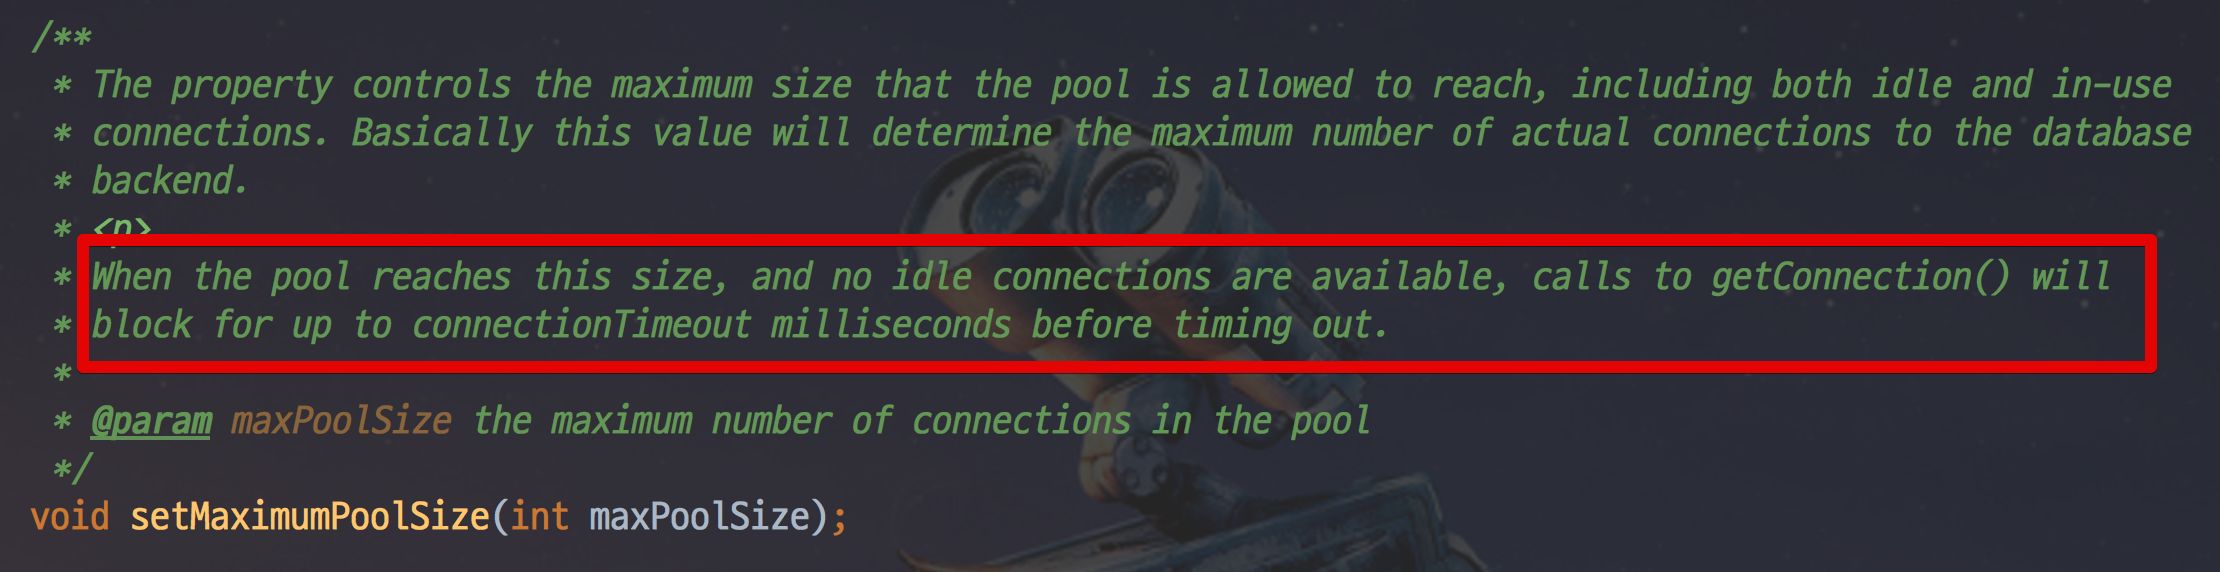 /**
* The property controls the maximum size that the pool is allowed to reach, including both idle and in-use
* connections. Basically this value will determine the maximum number of actual connections to the database
* backend.
* <p>
* When the pool reaches this size, and no idle connections are available, calls to getConnection() will
* block for up to connectionTimeout milliseconds before timing out.
*
* @param maxPoolSize the maximum number of connections in the pool
*/
void setMaximumPoolSize(int maxPoolSize);